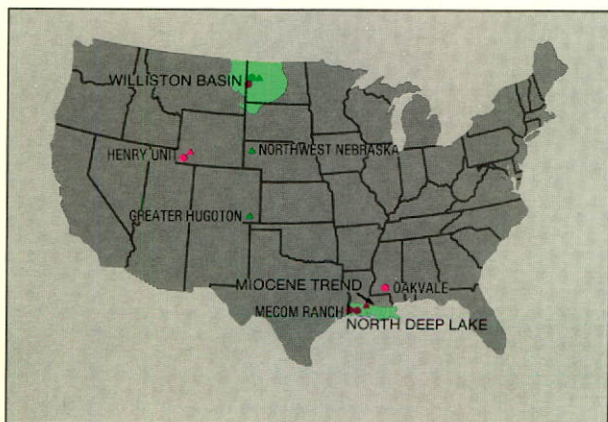 WILLISTON BASIN
HENRY UNIT
NORTHWEST NEBRASKA
GREATER HUGOTON
MIOCENE TREND
OAKVALE
MECOM RANCH
NORTH DEEP LAKE